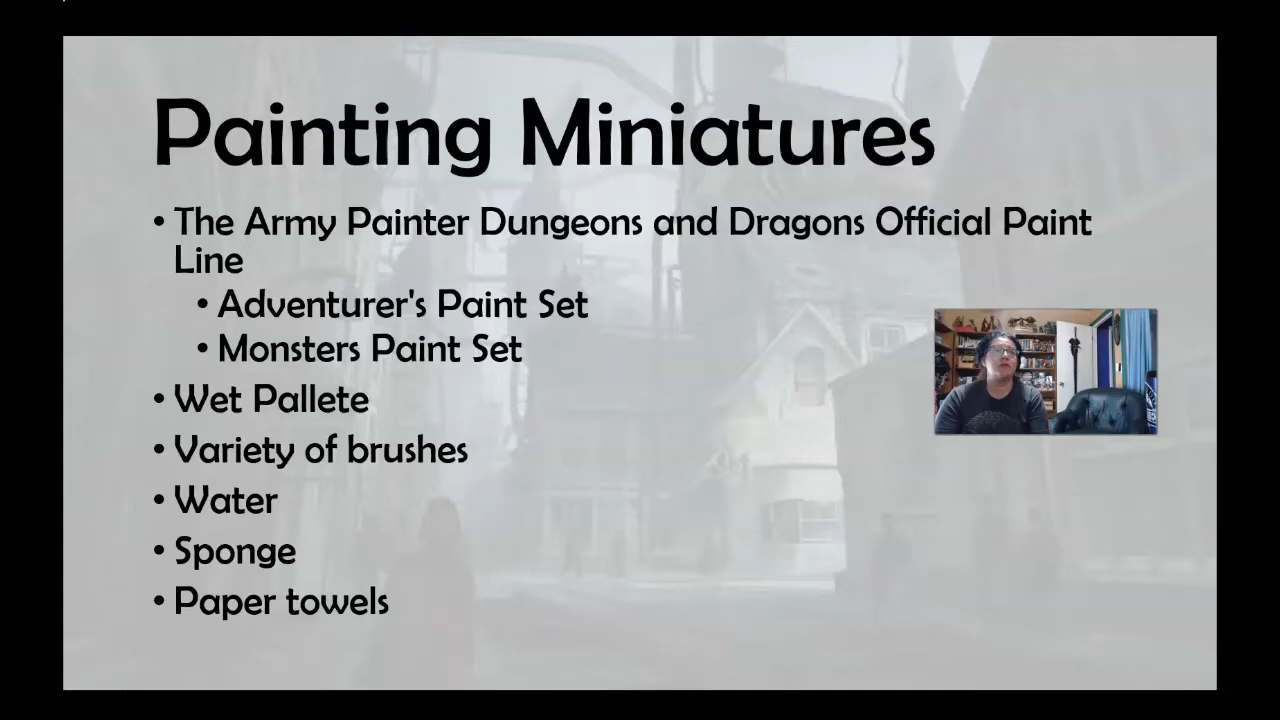 Painting Miniatures
• The Army Painter Dungeons and Dragons Official Paint
Line
• Adventurer's Paint Set
• Monsters Paint Set
• Wet Pallete
• Variety of brushes
• Water
• Sponge
• Paper towels